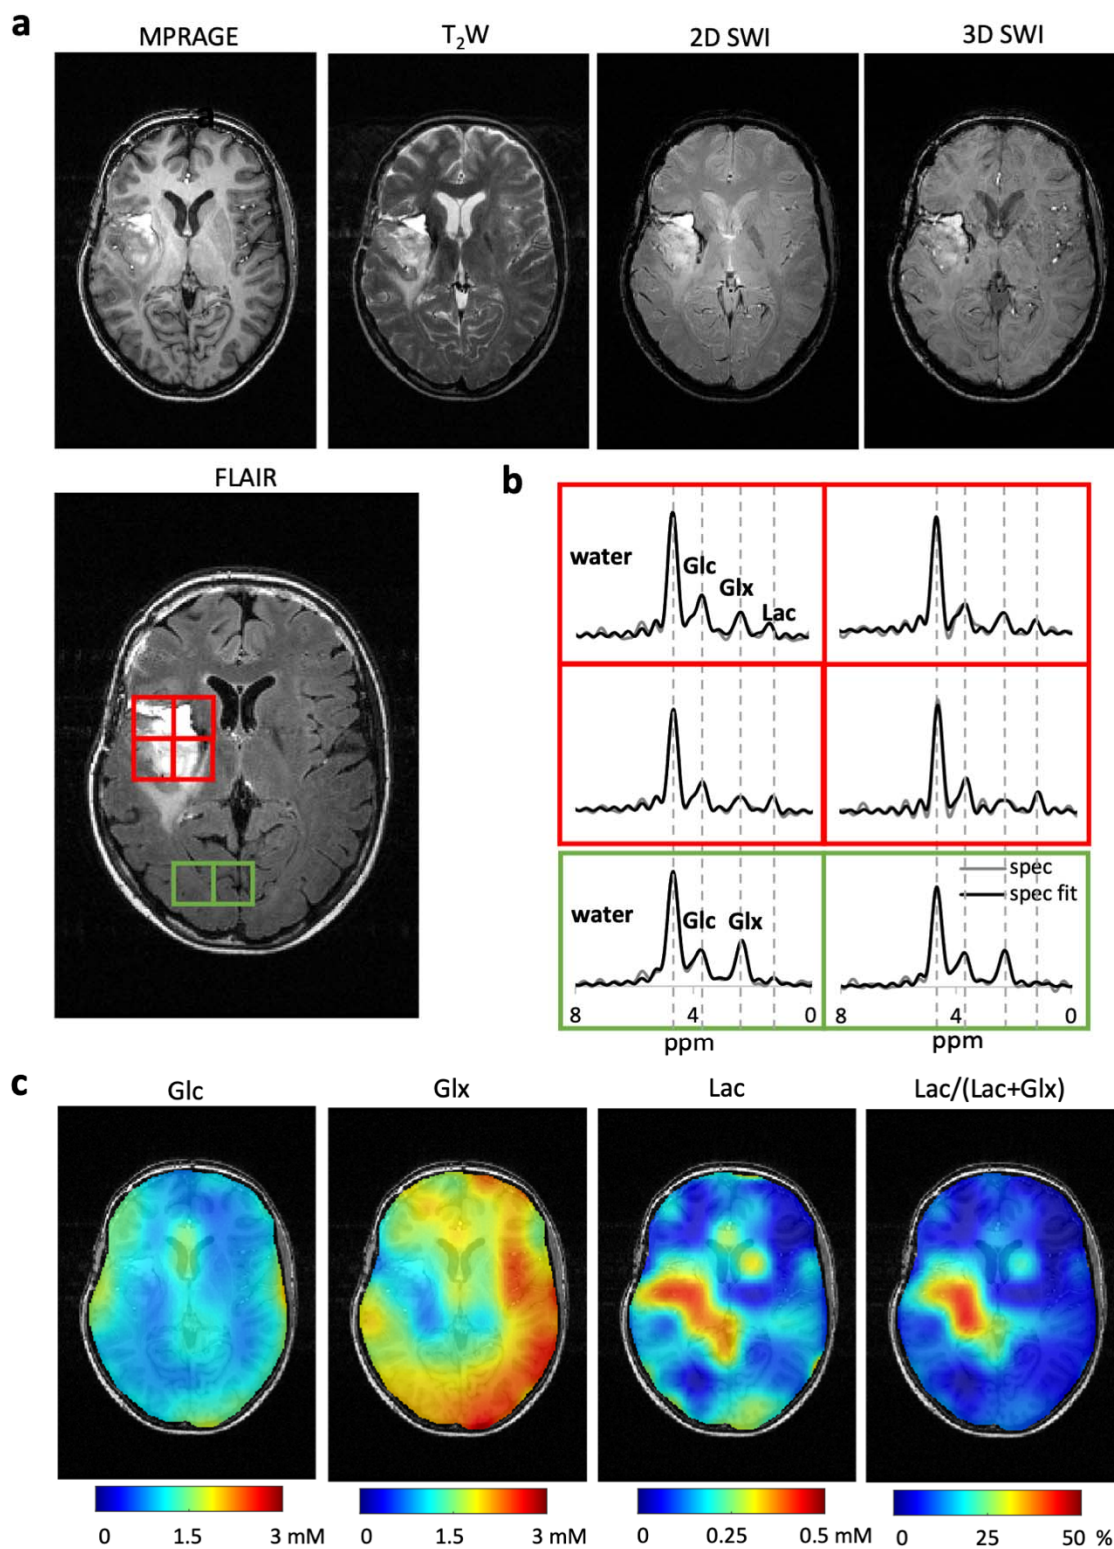 a
MPRAGE T₂W 2D SWI 3D SWI
a
FLAIR
b
water Glc Glx Lac
spec
spec fit
water Glc Glx
8 4 0 8 4 0
ppm ppm
c
Glc Glx Lac Lac/(Lac+Glx)
0 1.5 3 mM 0 1.5 3 mM 0 0.25 0.5 mM 0 25 50 %